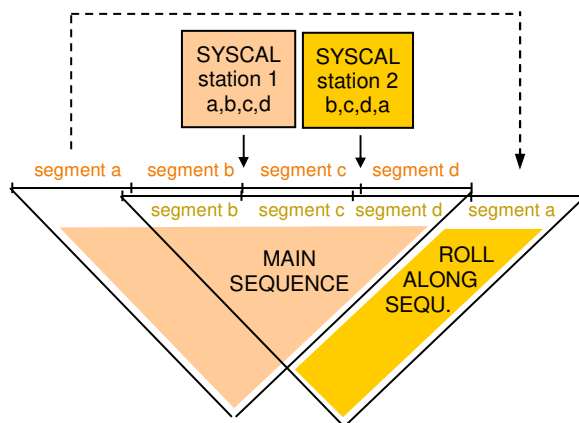 SYSCAL
station 1
a,b,c,d
SYSCAL
station 2
b,c,d,a
segment a segment b segment c segment d
segment b segment c segment d segment a
MAIN
SEQUENCE
ROLL
ALONG
SEQU.